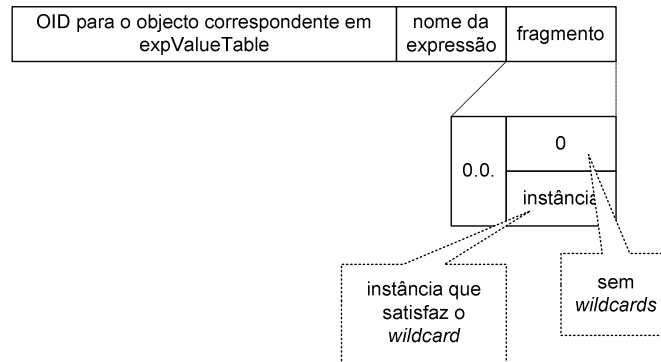 OID para o objecto correspondente em
expValueTable
nome da
expressão
fragmento
0.0.
0
instância
instância que
satisfaz o
wildcard
sem
wildcards